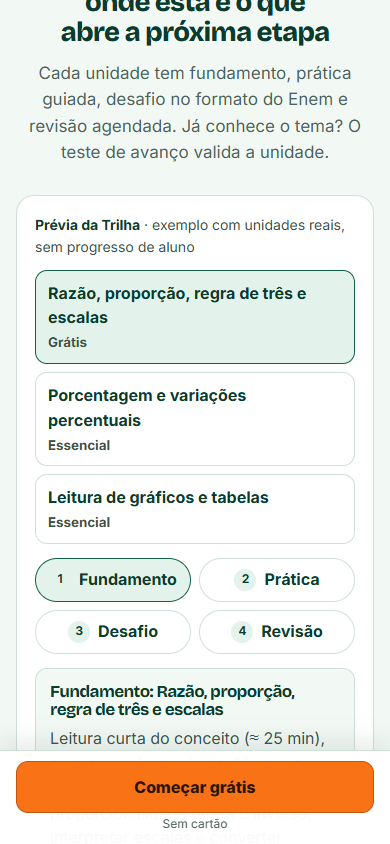 onde está e o que
abre a próxima etapa
Cada unidade tem fundamento, prática
guiada, desafio no formato do Enem e
revisão agendada. Já conhece o tema? O
teste de avanço valida a unidade.
Prévia da Trilha · exemplo com unidades reais,
sem progresso de aluno
Razão, proporção, regra de três e
escalas
Grátis
Porcentagem e variações
percentuais
Essencial
Leitura de gráficos e tabelas
Essencial
1 Fundamento
2 Prática
3 Desafio
4 Revisão
Fundamento: Razão, proporção,
regra de três e escalas
Leitura curta do conceito (≈ 25 min),
Começar grátis
Sem cartão